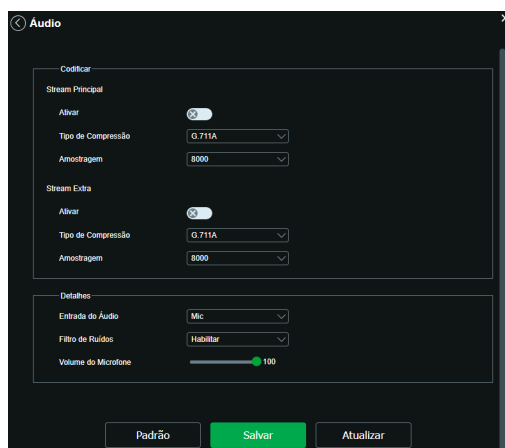 Áudio
Codificar
Stream Principal
Ativar
Tipo de Compressão G.711A
Amostragem 8000
Stream Extra
Ativar
Tipo de Compressão G.711A
Amostragem 8000
Detalhes
Entrada do Áudio Mic
Filtro de Ruídos Habilitar
Volume do Microfone 100
Padrão Salvar Atualizar